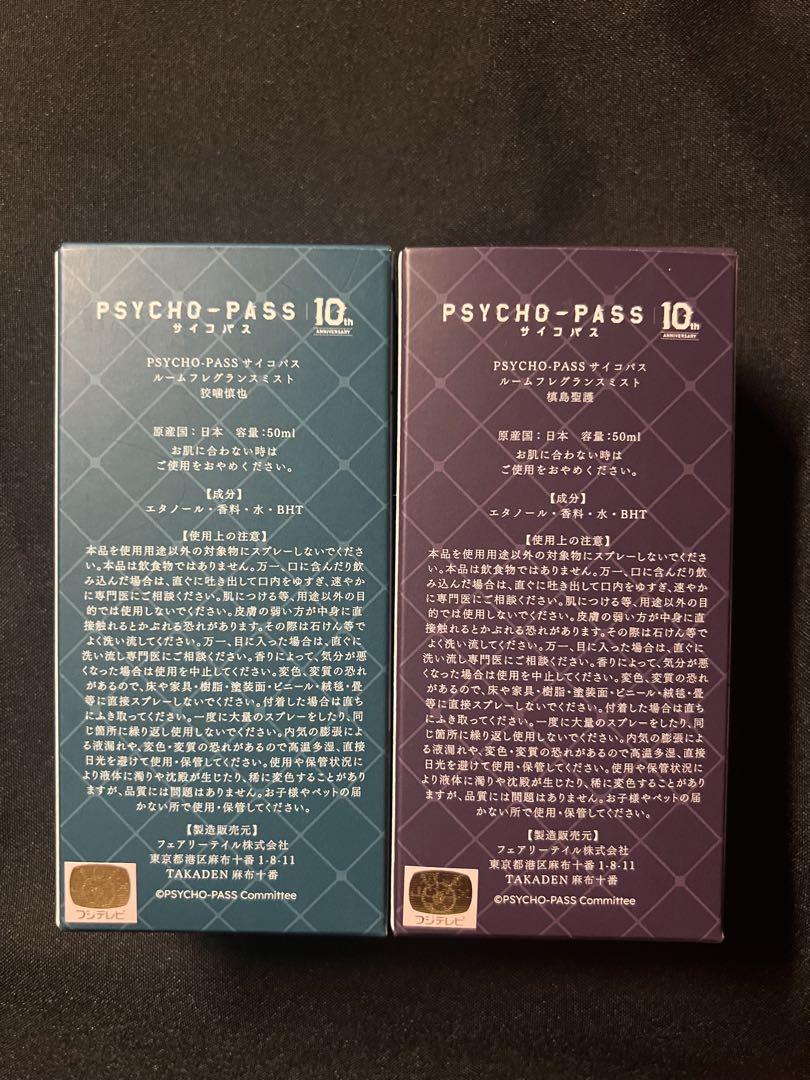 PSYCHO-PASS 10th
サイコパス ANNIVERSARY
PSYCHO-PASS サイコパス
ルームフレグランスミスト
狡噛慎也
原産国：日本　容量：50ml
お肌に合わない時は
ご使用をおやめください。
【成分】
エタノール・香料・水・BHT
【使用上の注意】
本品を使用用途以外の対象物にスプレーしないでくださ
い。本品は飲食物ではありません。万一、口に含んだり飲
み込んだ場合は、直ぐに吐き出して口内をゆすぎ、速やか
に専門医にご相談ください。肌につける等、用途以外の目
的では使用しないでください。皮膚の弱い方が中身に直
接触れるとかぶれる恐れがあります。その際は石けん等で
よく洗い流してください。万一、目に入った場合は、直ぐに
洗い流し専門医にご相談ください。香りによって、気分が悪
くなった場合は使用を中止してください。変色、変質の恐れ
があるので、床や家具・樹脂・塗装面・ビニール・絨毯・畳
等に直接スプレーしないでください。付着した場合は直ち
にふき取ってください。一度に大量のスプレーをしたり、同
じ箇所に繰り返し使用しないでください。内気の膨張によ
る液漏れや、変色・変質の恐れがあるので高温多湿、直接
日光を避けて使用・保管してください。使用や保管状況に
より液体に濁りや沈殿が生じたり、稀に変色することがあり
ますが、品質には問題はありません。お子様やペットの届
かない所で使用・保管してください。
【製造販売元】
フェアリーテイル株式会社
東京都港区麻布十番 1-8-11
TAKADEN 麻布十番
©PSYCHO-PASS Committee
フジテレビ
PSYCHO-PASS 10th
サイコパス ANNIVERSARY
PSYCHO-PASS サイコパス
ルームフレグランスミスト
槙島聖護
原産国：日本　容量：50ml
お肌に合わない時は
ご使用をおやめください。
【成分】
エタノール・香料・水・BHT
【使用上の注意】
本品を使用用途以外の対象物にスプレーしないでくださ
い。本品は飲食物ではありません。万一、口に含んだり飲
み込んだ場合は、直ぐに吐き出して口内をゆすぎ、速やか
に専門医にご相談ください。肌につける等、用途以外の目
的では使用しないでください。皮膚の弱い方が中身に直
接触れるとかぶれる恐れがあります。その際は石けん等で
よく洗い流してください。万一、目に入った場合は、直ぐに
洗い流し専門医にご相談ください。香りによって、気分が悪
くなった場合は使用を中止してください。変色、変質の恐れ
があるので、床や家具・樹脂・塗装面・ビニール・絨毯・畳
等に直接スプレーしないでください。付着した場合は直ち
にふき取ってください。一度に大量のスプレーをしたり、同
じ箇所に繰り返し使用しないでください。内気の膨張によ
る液漏れや、変色・変質の恐れがあるので高温多湿、直接
日光を避けて使用・保管してください。使用や保管状況に
より液体に濁りや沈殿が生じたり、稀に変色することがあり
ますが、品質には問題はありません。お子様やペットの届
かない所で使用・保管してください。
【製造販売元】
フェアリーテイル株式会社
東京都港区麻布十番 1-8-11
TAKADEN 麻布十番
©PSYCHO-PASS Committee
フジテレビ